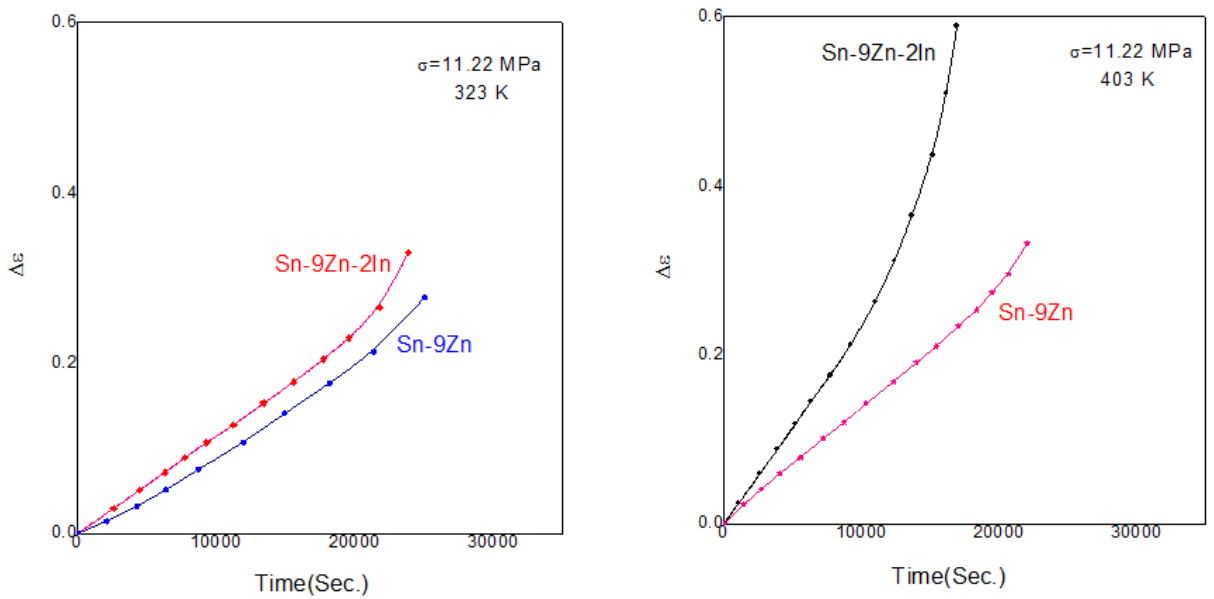 0.6
σ=11.22 MPa
323 K
0.4
Δε
Sn-9Zn-2In
Sn-9Zn
0.2
0.0
0
10000
20000
30000
Time(Sec.)
0.6
Sn-9Zn-2In
σ=11.22 MPa
403 K
0.4
Δε
Sn-9Zn
0.2
0.0
0
10000
20000
30000
Time(Sec.)